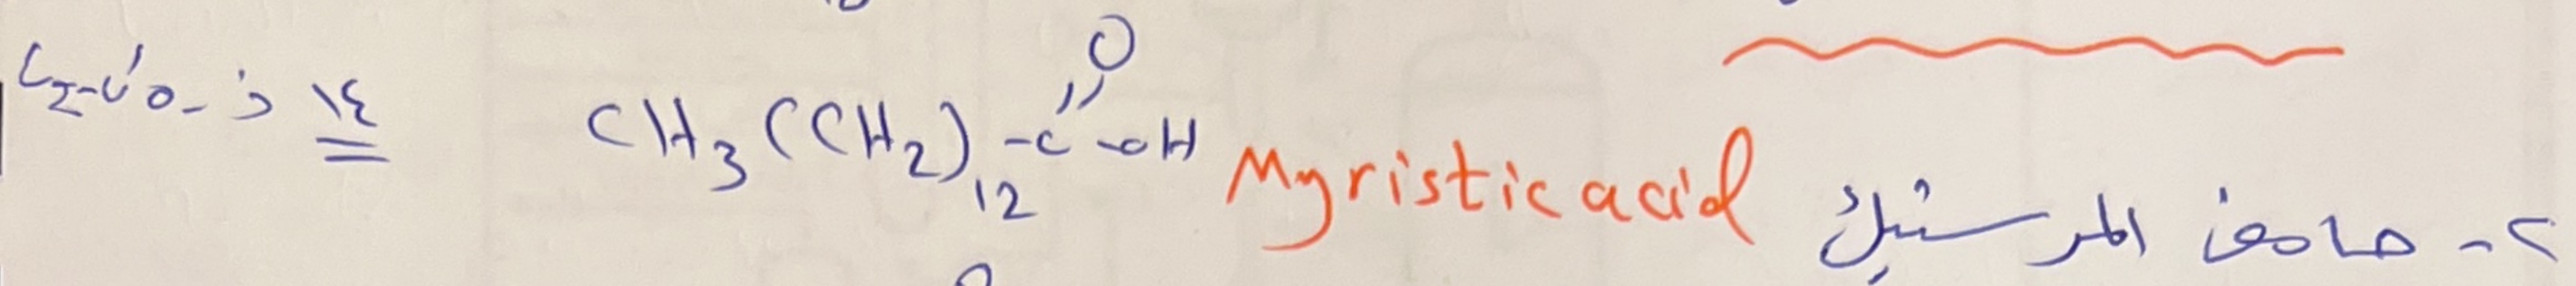 ٢- حامض المرستيك Myristic acid CH3(CH2)12-C-OH ١٤ ذ
O